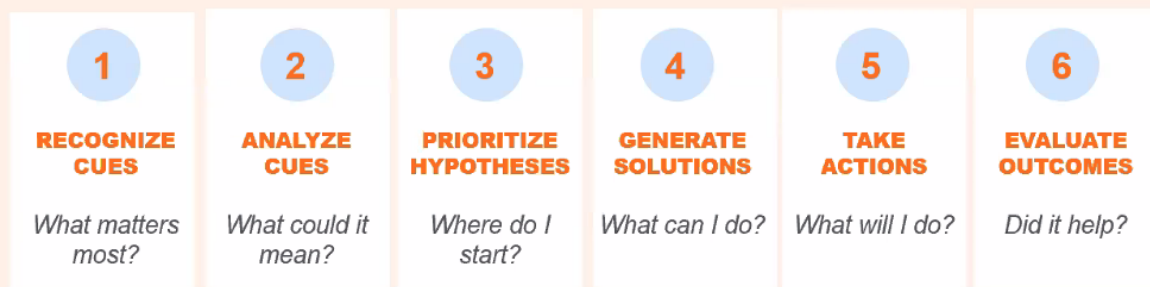 1
RECOGNIZE
CUES
What matters
most?
2
ANALYZE
CUES
What could it
mean?
3
PRIORITIZE
HYPOTHESES
Where do I
start?
4
GENERATE
SOLUTIONS
What can I do?
5
TAKE
ACTIONS
What will I do?
6
EVALUATE
OUTCOMES
Did it help?